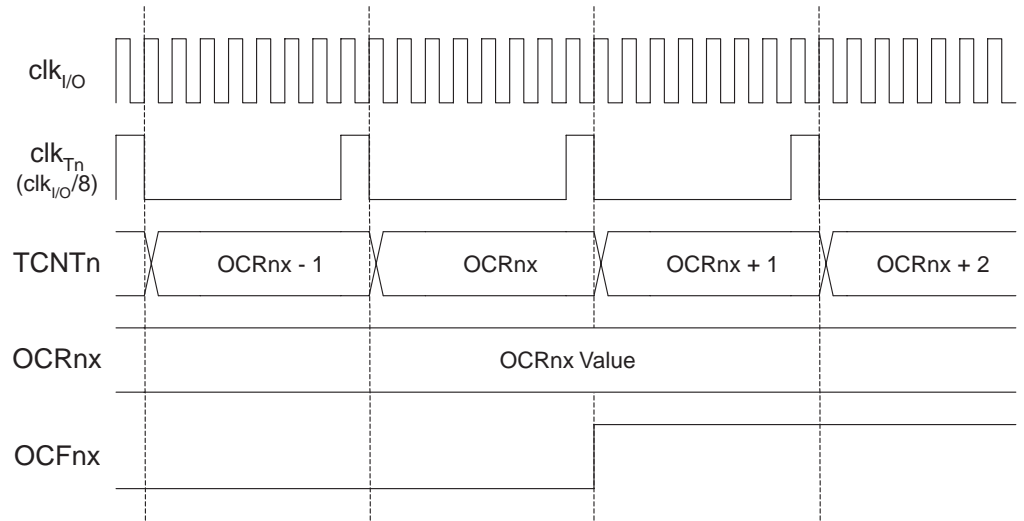 clkI/O
clkTn
(clkI/O/8)
TCNTn
OCRnx - 1
OCRnx
OCRnx + 1
OCRnx + 2
OCRnx
OCRnx Value
OCFnx